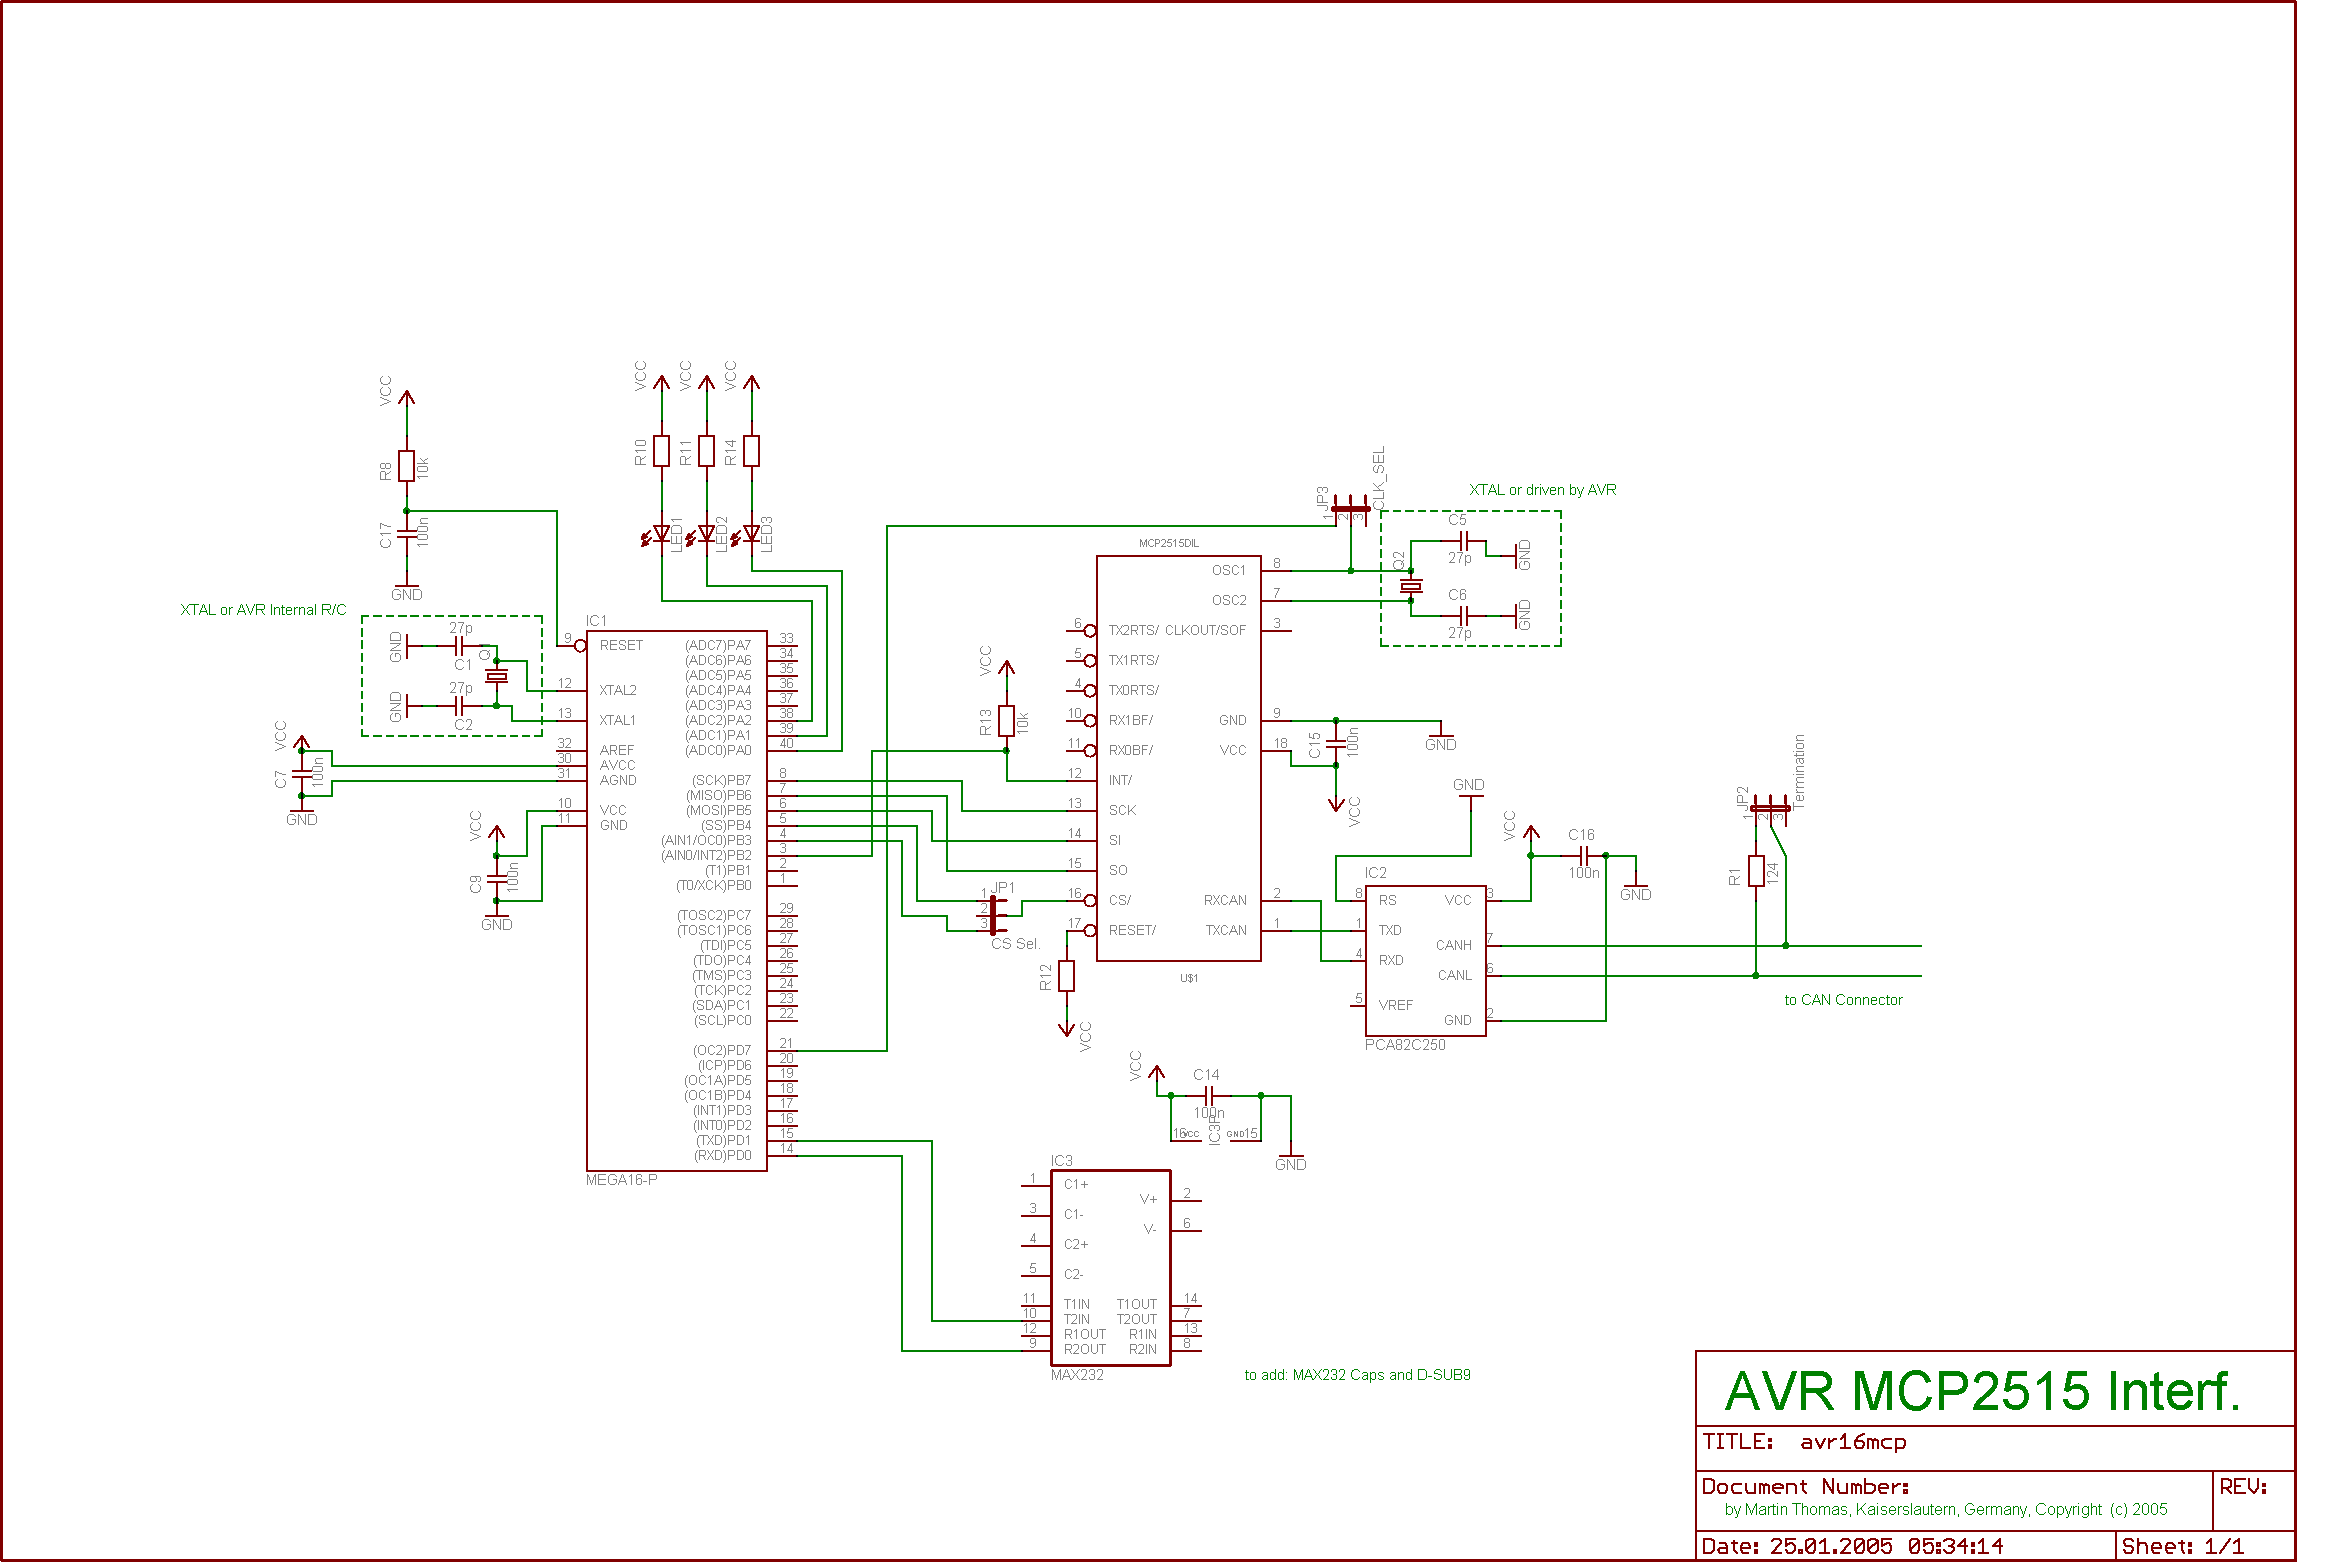 VCC
R8
10k
C17
100n
GND
XTAL or AVR Internal R/C
GND
27p
C1
Q1
GND
27p
C2
VCC
C7
100n
GND
VCC
C9
100n
GND
VCC
VCC
VCC
R10
R11
R14
LED1
LED2
LED3
IC1
9
RESET
12
XTAL2
13
XTAL1
32
AREF
30
AVCC
31
AGND
10
VCC
11
GND
(ADC7)PA7 33
(ADC6)PA6 34
(ADC5)PA5 35
(ADC4)PA4 36
(ADC3)PA3 37
(ADC2)PA2 38
(ADC1)PA1 39
(ADC0)PA0 40
(SCK)PB7 8
(MISO)PB6 7
(MOSI)PB5 6
(SS)PB4 5
(AIN1/OC0)PB3 4
(AIN0/INT2)PB2 3
(T1)PB1 2
(T0/XCK)PB0 1
(TOSC2)PC7 29
(TOSC1)PC6 28
(TDI)PC5 27
(TDO)PC4 26
(TMS)PC3 25
(TCK)PC2 24
(SDA)PC1 23
(SCL)PC0 22
(OC2)PD7 21
(ICP)PD6 20
(OC1A)PD5 19
(OC1B)PD4 18
(INT1)PD3 17
(INT0)PD2 16
(TXD)PD1 15
(RXD)PD0 14
MEGA16-P
VCC
R13
10k
JP1
1
2
3
CS Sel.
R12
VCC
MCP2515DIL
6 TX2RTS/
5 TX1RTS/
4 TX0RTS/
10 RX1BF/
11 RX0BF/
12 INT/
13 SCK
14 SI
15 SO
16 CS/
17 RESET/
OSC1 8
OSC2 7
CLKOUT/SOF 3
GND 9
VCC 18
RXCAN 2
TXCAN 1
U$1
JP3
1
2
3
CLK_SEL
XTAL or driven by AVR
C5
27p
GND
Q2
C6
27p
GND
C15
100n
GND
VCC
GND
VCC
C16
100n
GND
IC2
8 RS
1 TXD
4 RXD
5 VREF
VCC 3
CANH 7
CANL 6
GND 2
PCA82C250
JP2
1
2
3
Termination
R1
124
to CAN Connector
VCC
C14
100n
16 VCC
IC3P
GND 15
GND
IC3
1 C1+
3 C1-
4 C2+
5 C2-
11 T1IN
10 T2IN
12 R1OUT
9 R2OUT
V+ 2
V- 6
T1OUT 14
T2OUT 7
R1IN 13
R2IN 8
MAX232
to add: MAX232 Caps and D-SUB9
AVR MCP2515 Interf.
TITLE: avr16mcp
Document Number:
REV:
by Martin Thomas, Kaiserslautern, Germany, Copyright (c) 2005
Date: 25.01.2005 05:34:14
Sheet: 1/1